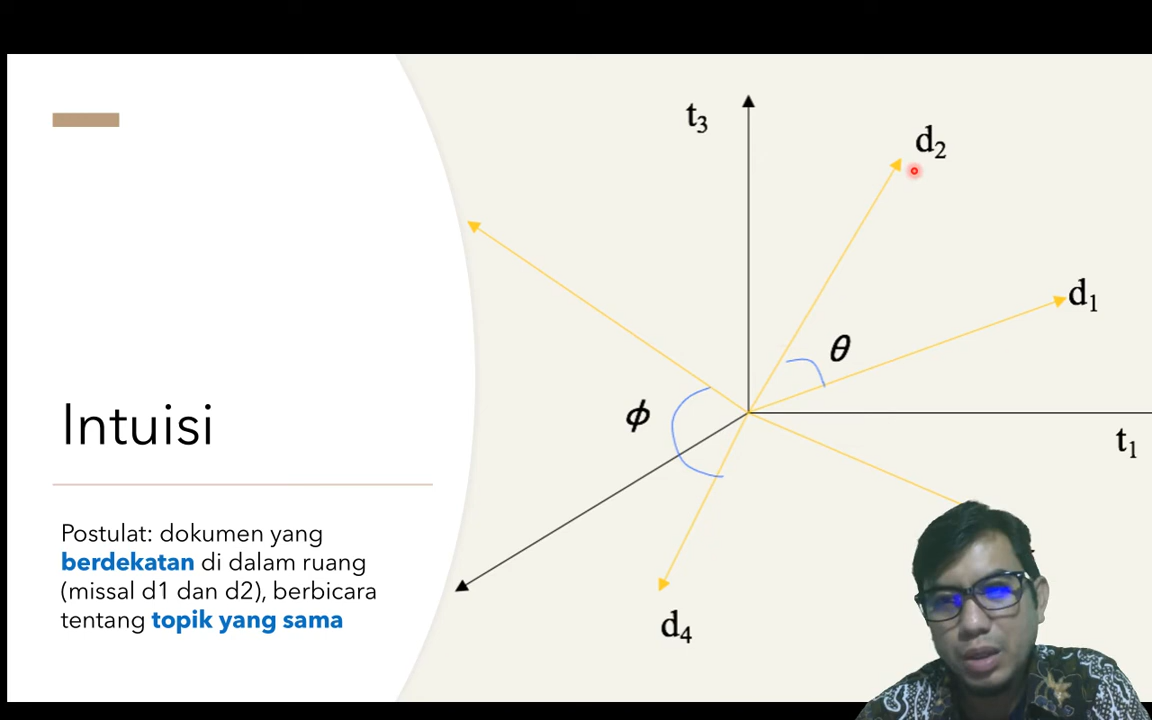 Intuisi
Postulat: dokumen yang
berdekatan di dalam ruang
(missal d1 dan d2), berbicara
tentang topik yang sama
t₃
d₂
d₁
θ
ϕ
t₁
d₄